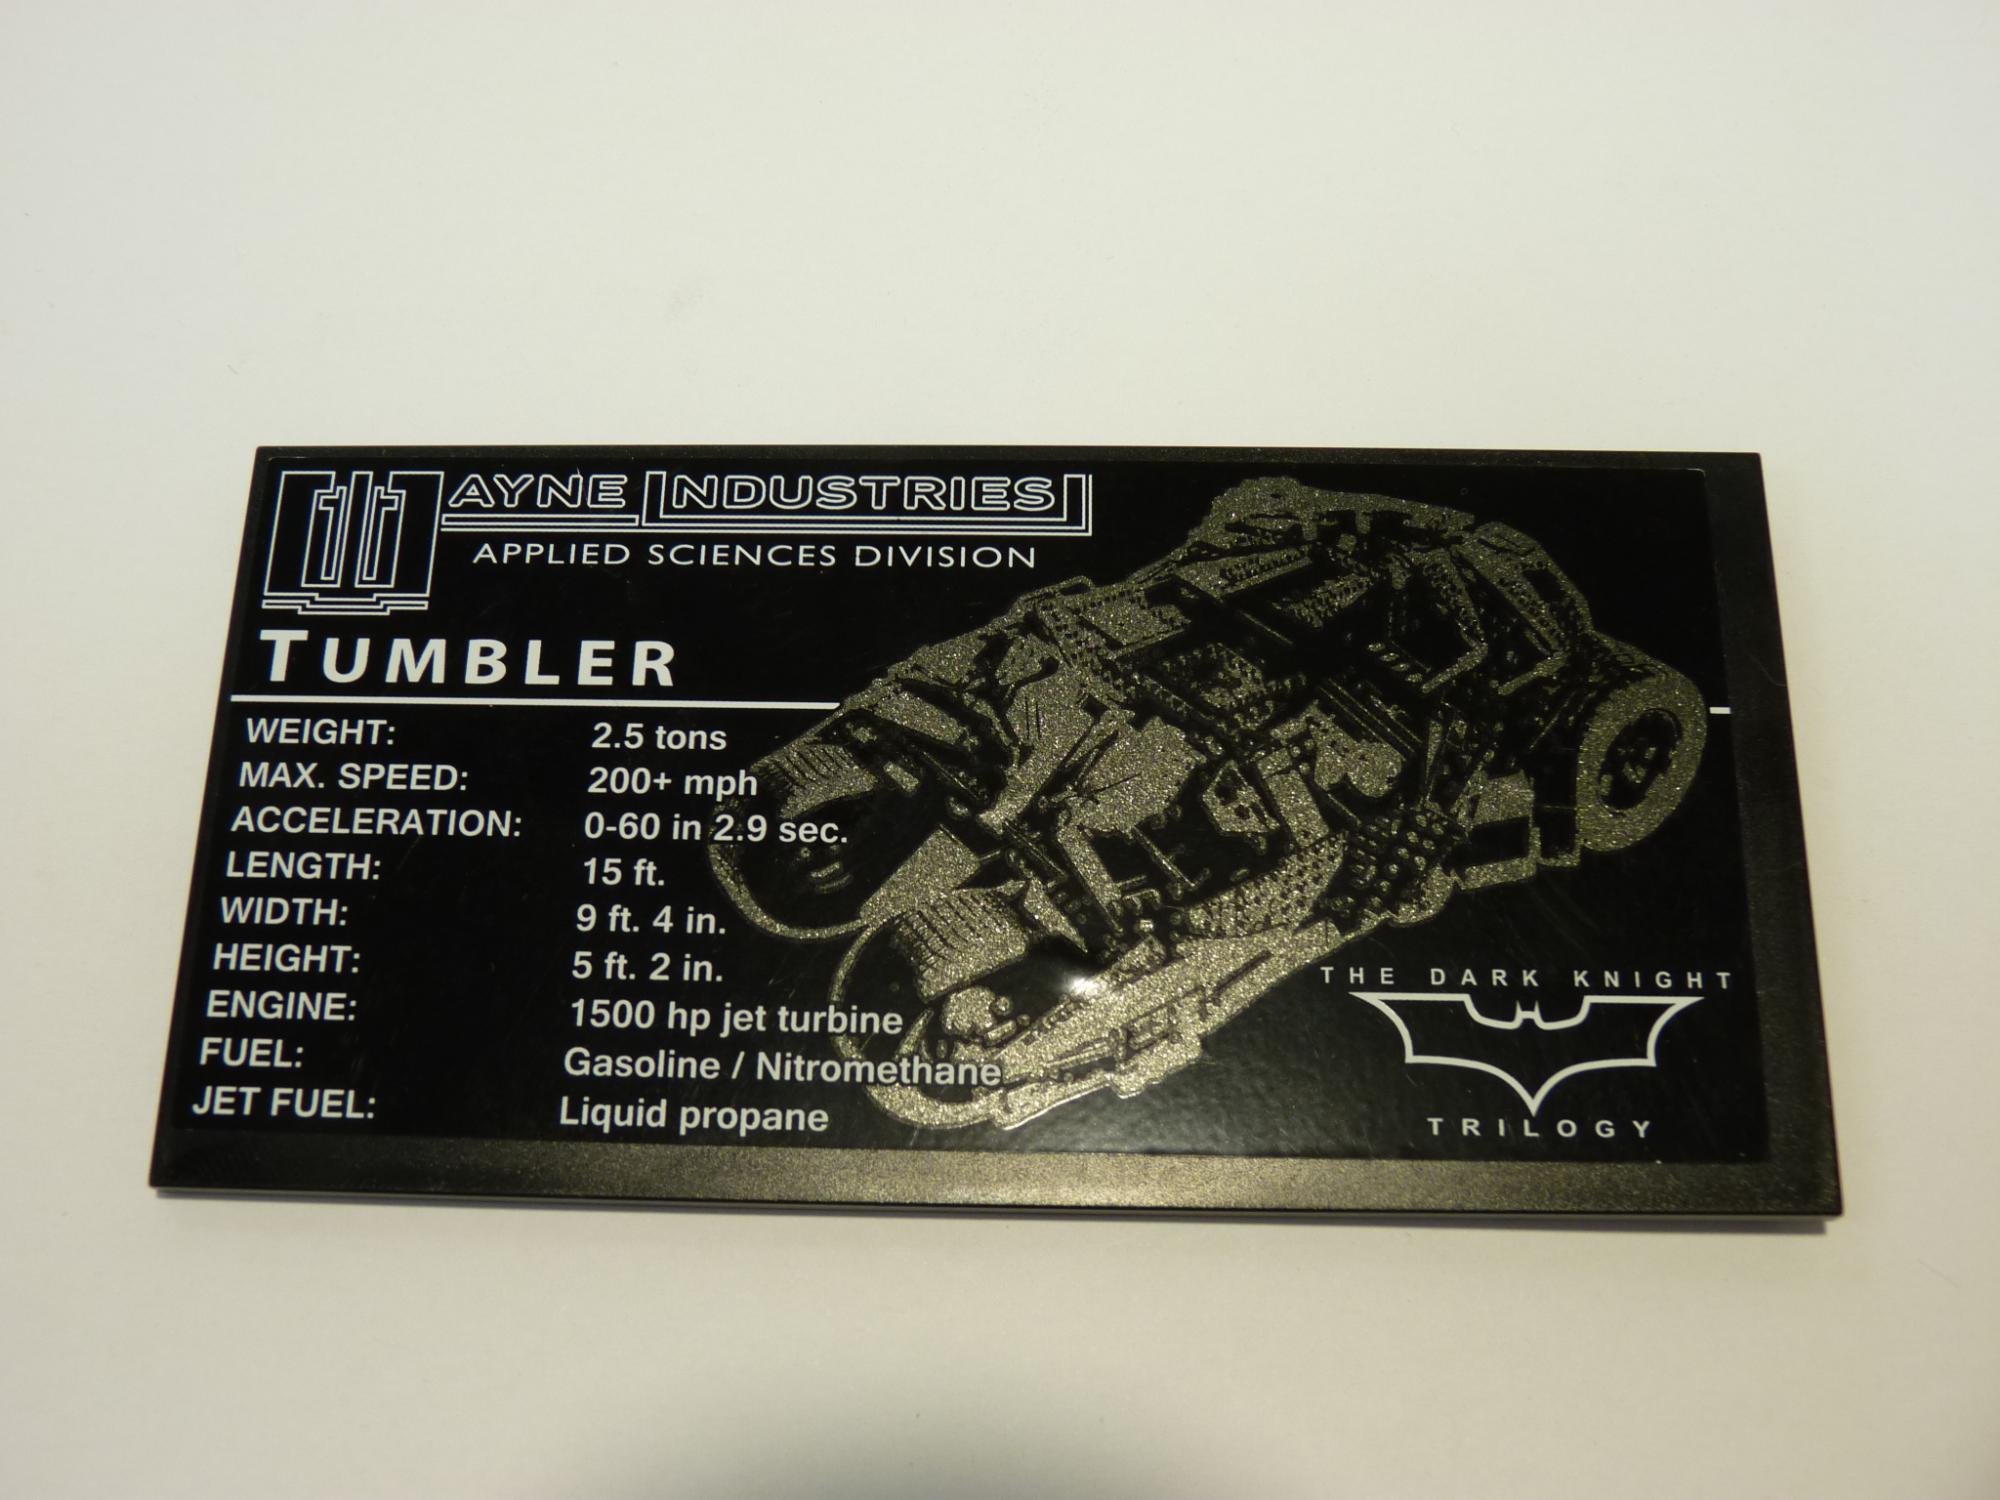 WAYNE INDUSTRIES
APPLIED SCIENCES DIVISION
TUMBLER
WEIGHT: 2.5 tons
MAX. SPEED: 200+ mph
ACCELERATION: 0-60 in 2.9 sec.
LENGTH: 15 ft.
WIDTH: 9 ft. 4 in.
HEIGHT: 5 ft. 2 in.
ENGINE: 1500 hp jet turbine
FUEL: Gasoline / Nitromethane
JET FUEL: Liquid propane
THE DARK KNIGHT
TRILOGY